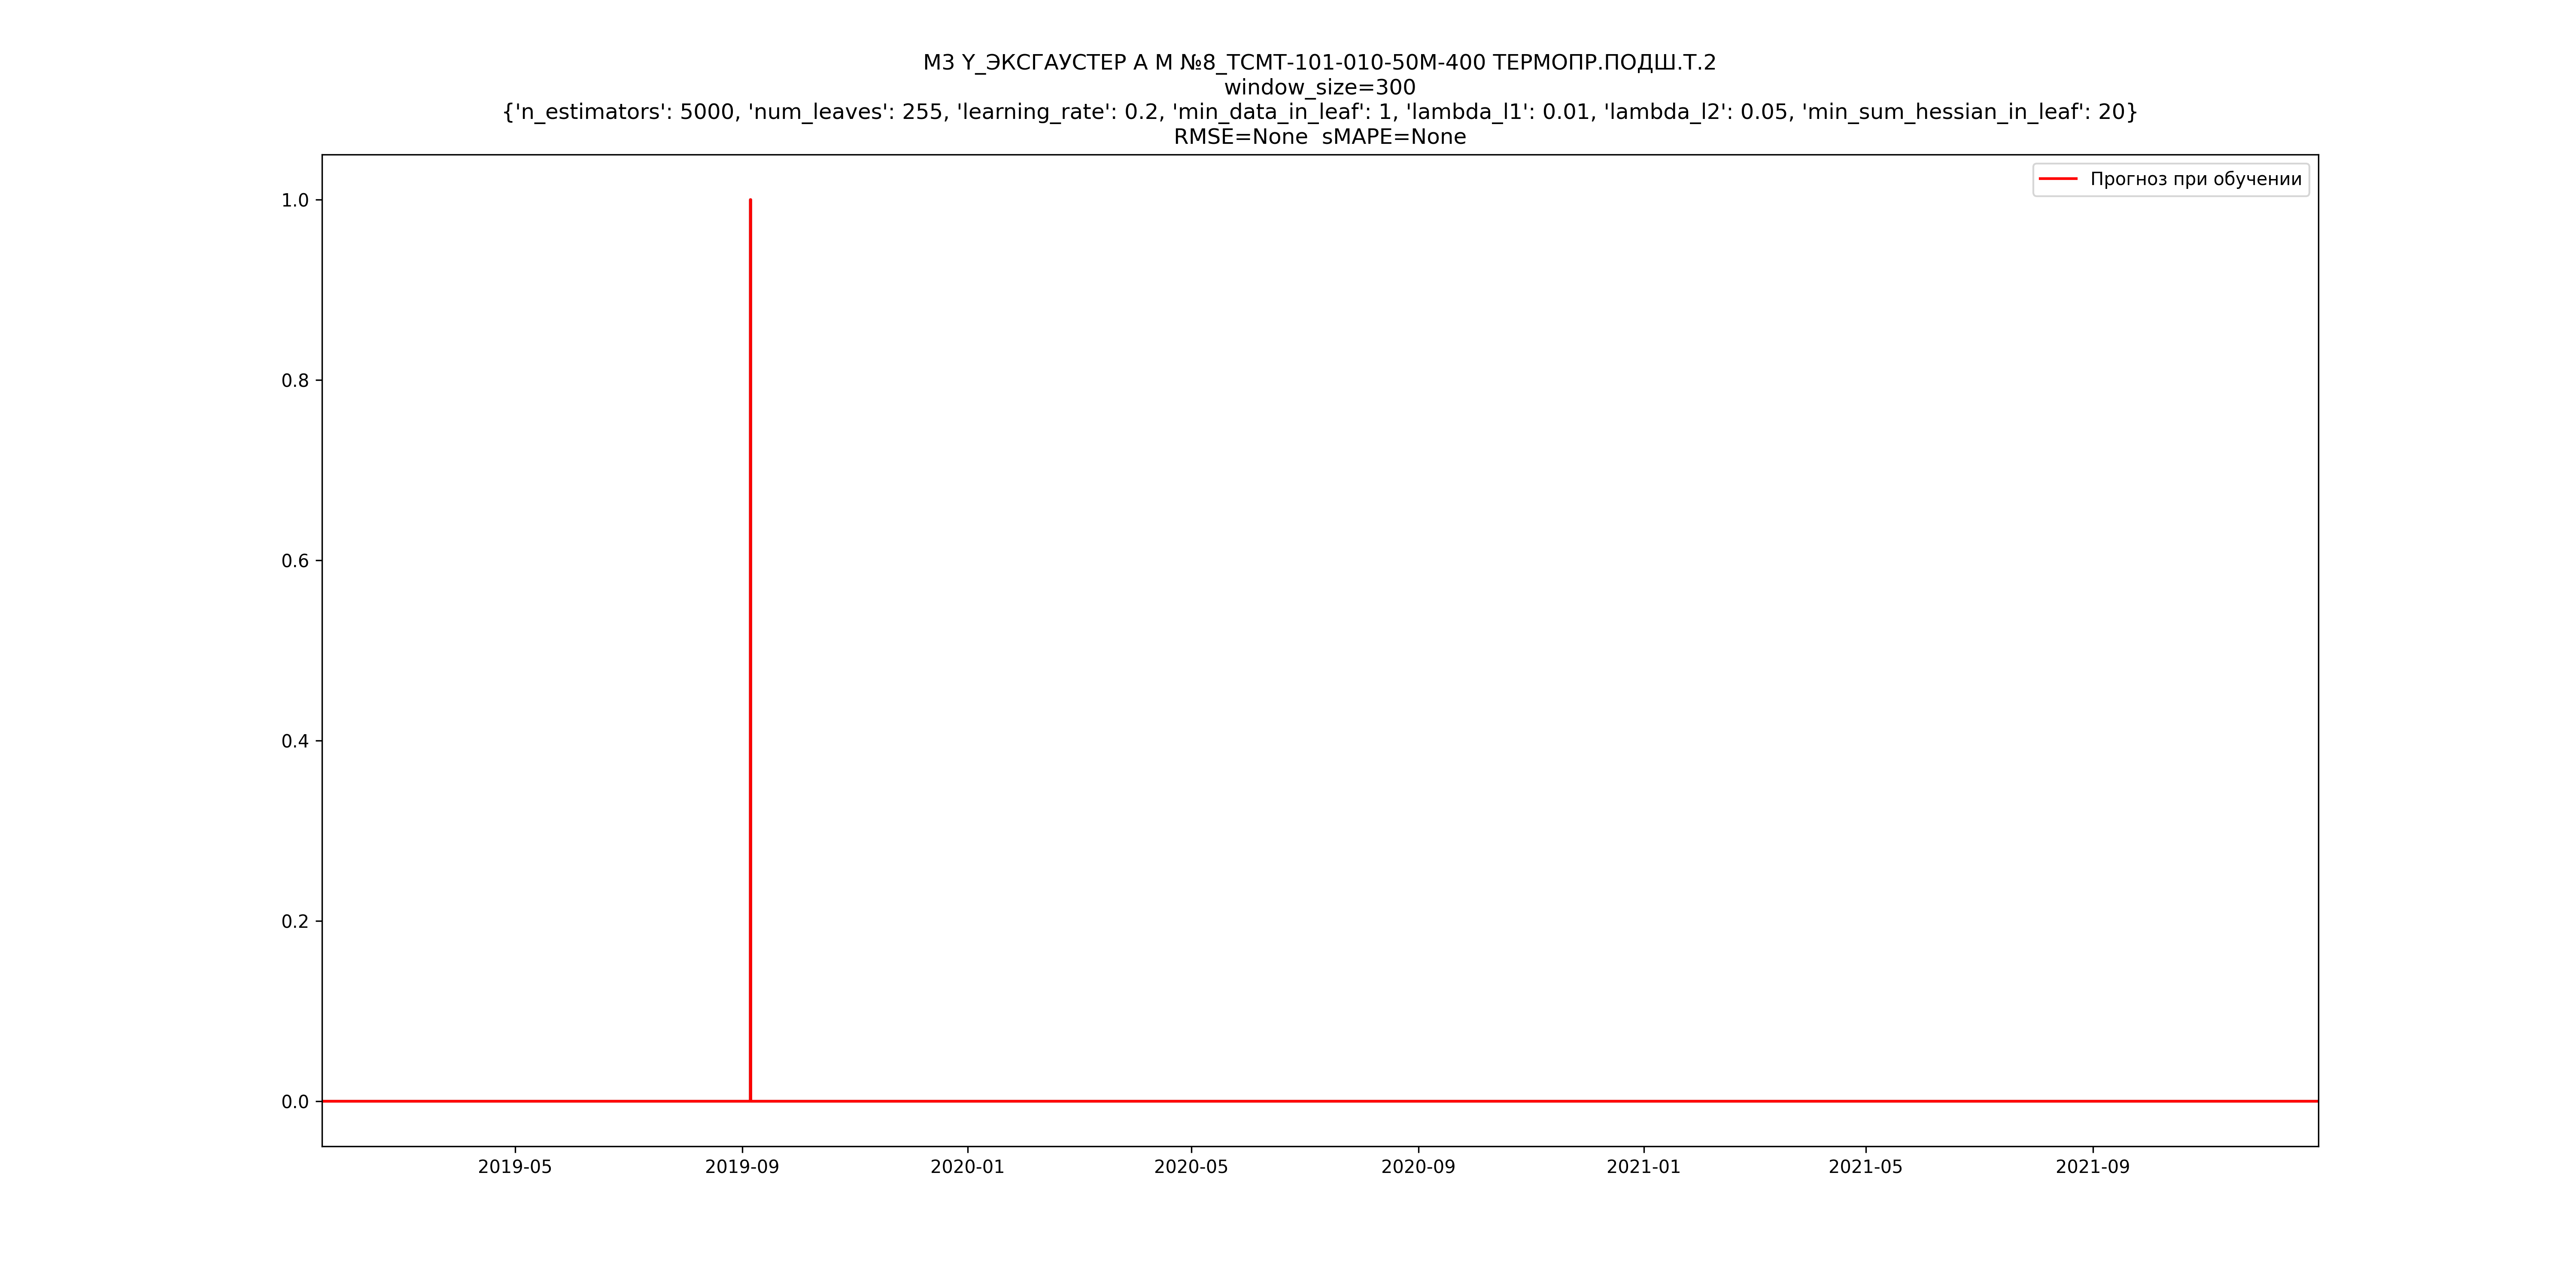 М3 Y_ЭКСГАУСТЕР А М №8_ТСМТ-101-010-50М-400 ТЕРМОПР.ПОДШ.Т.2
window_size=300
{'n_estimators': 5000, 'num_leaves': 255, 'learning_rate': 0.2, 'min_data_in_leaf': 1, 'lambda_l1': 0.01, 'lambda_l2': 0.05, 'min_sum_hessian_in_leaf': 20}
RMSE=None  sMAPE=None
Прогноз при обучении
1.0
0.8
0.6
0.4
0.2
0.0
2019-05
2019-09
2020-01
2020-05
2020-09
2021-01
2021-05
2021-09